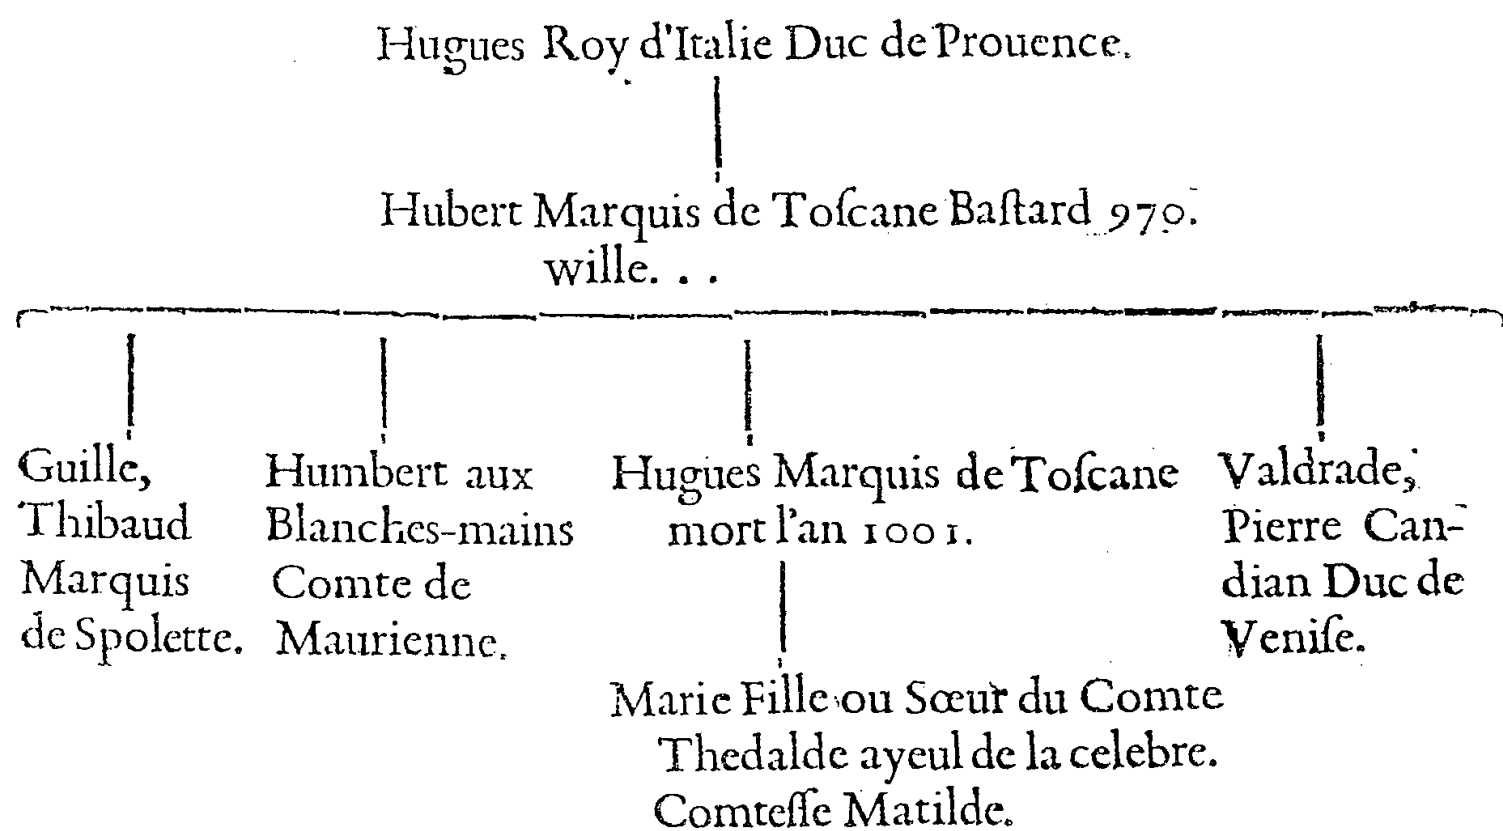 Hugues Roy d'Italie Duc de Prouence.
Hubert Marquis de Toſcane Baſtard 970.
wille. . .
Guille,
Thibaud
Marquis
de Spolette.
Humbert aux
Blanches-mains
Comte de
Maurienne.
Hugues Marquis de Toſcane
mort l'an 1001.
Marie Fille ou Sœur du Comte
Thedalde ayeul de la celebre.
Comteſſe Matilde.
Valdrade,
Pierre Can-
dian Duc de
Veniſe.